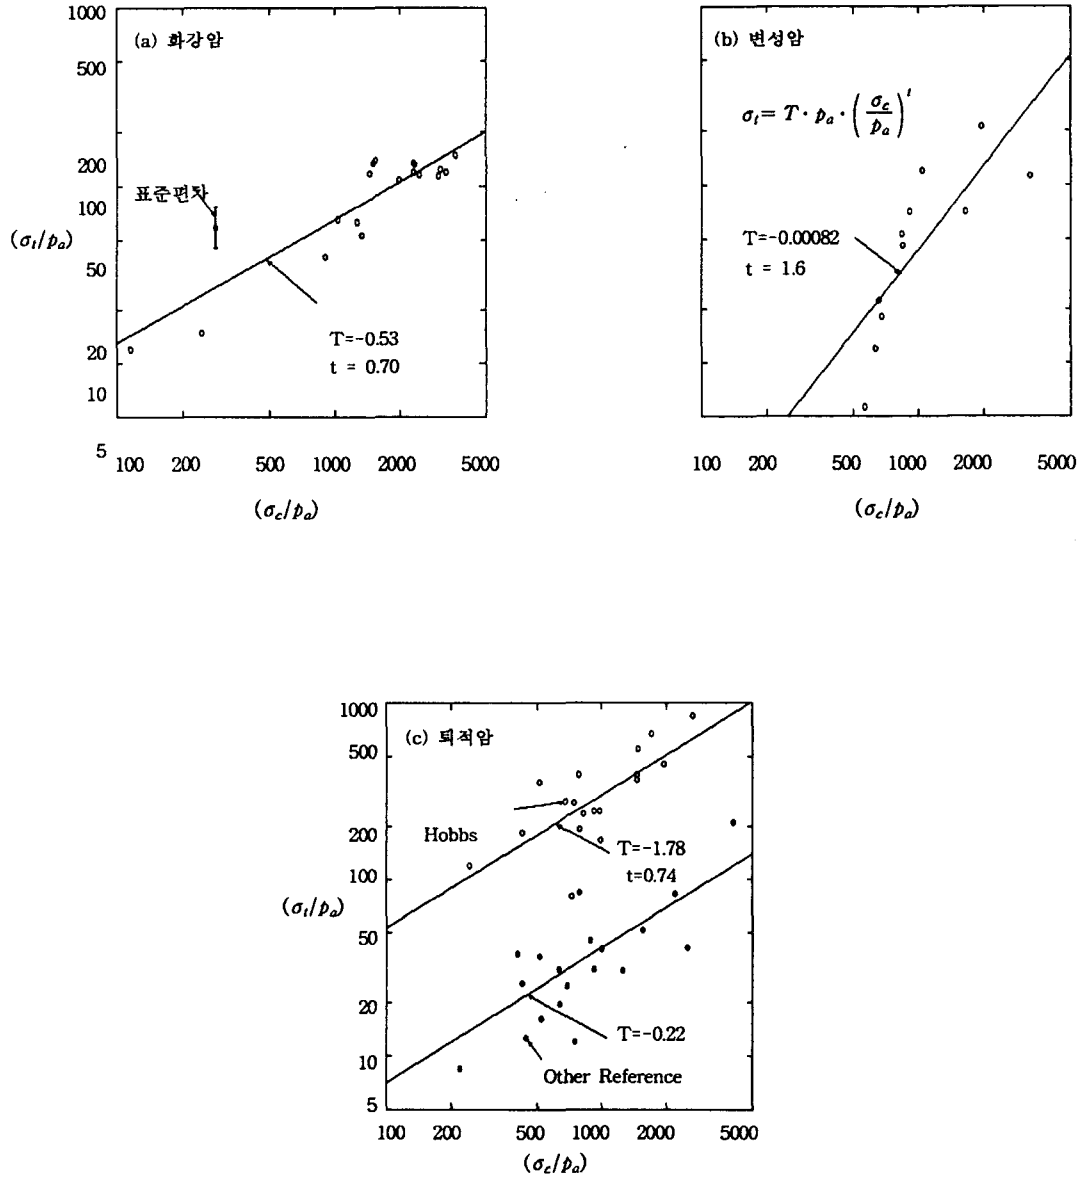 (a) 화강암
1000
500
200
100
50
20
10
5
(σt/pa)
표준편차
T=-0.53
t = 0.70
100 200 500 1000 2000 5000
(σc/pa)
(b) 변성암
σt = T · pa · (σc/pa)^t
T=-0.00082
t = 1.6
100 200 500 1000 2000 5000
(σc/pa)
(c) 퇴적암
1000
500
200
100
50
20
10
5
(σt/pa)
Hobbs
T=-1.78
t=0.74
T=-0.22
Other Reference
100 200 500 1000 2000 5000
(σc/pa)